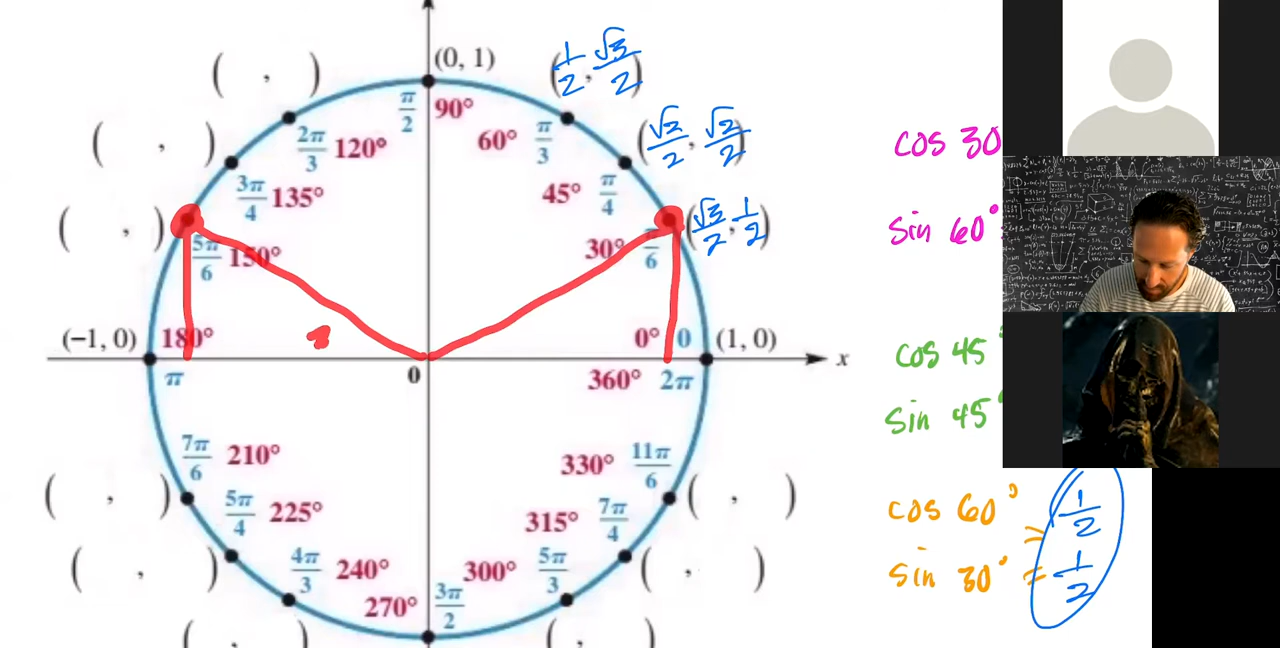 (0, 1)
( , )
(1/2, √3/2)
π/2 90°
2π/3 120°
60° π/3
( , )
(√2/2, √2/2)
cos 30
3π/4 135°
45° π/4
( , )
(√3/2, 1/2)
sin 60°
5π/6 150°
30° /6
(−1, 0) 180°
0° 0 (1, 0)
x
cos 45°
π
0
360° 2π
sin 45°
7π/6 210°
330° 11π/6
( , )
( , )
5π/4 225°
315° 7π/4
cos 60° = 1/2
4π/3 240°
300° 5π/3
( , )
( , )
sin 30° = 1/2
270° 3π/2
( , )
( , )